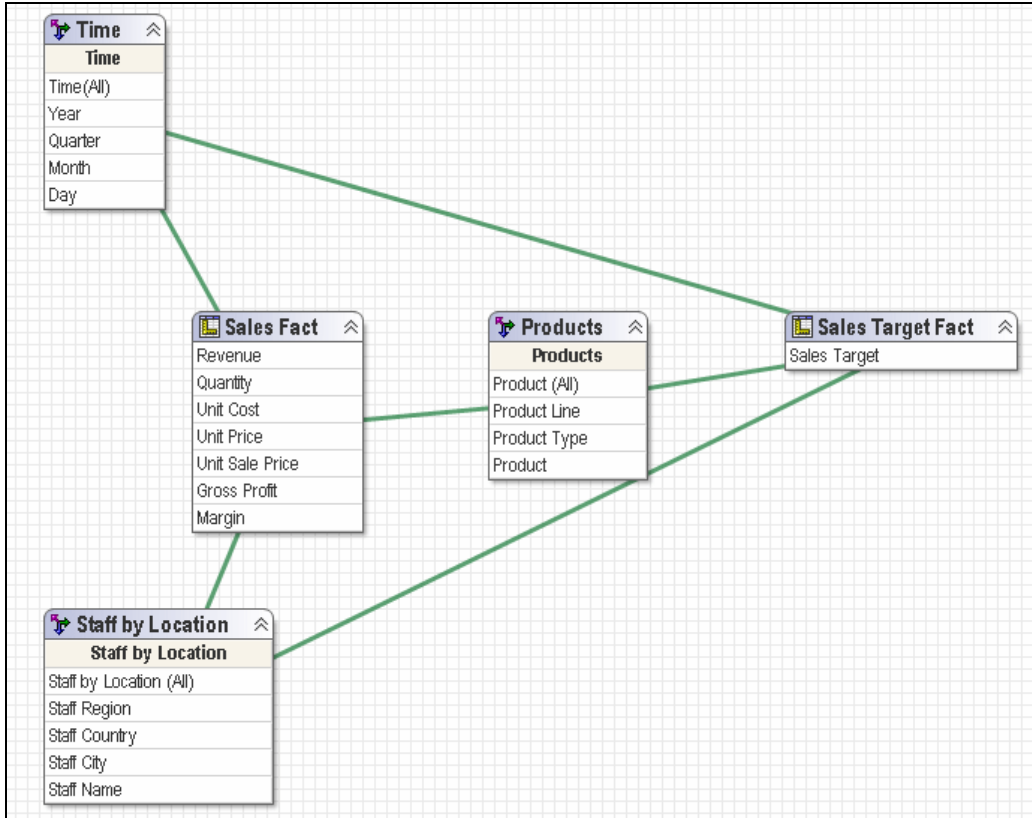 Time
Time
Time(All)
Year
Quarter
Month
Day
Sales Fact
Revenue
Quantity
Unit Cost
Unit Price
Unit Sale Price
Gross Profit
Margin
Products
Products
Product (All)
Product Line
Product Type
Product
Sales Target Fact
Sales Target
Staff by Location
Staff by Location
Staff by Location (All)
Staff Region
Staff Country
Staff City
Staff Name